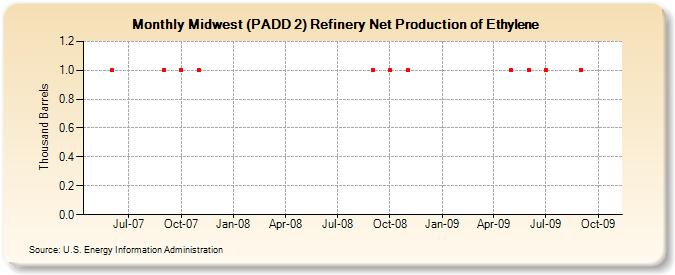 Monthly Midwest (PADD 2) Refinery Net Production of Ethylene
Thousand Barrels
1.2
1.0
0.8
0.6
0.4
0.2
0.0
Jul-07 Oct-07 Jan-08 Apr-08 Jul-08 Oct-08 Jan-09 Apr-09 Jul-09 Oct-09
Source: U.S. Energy Information Administration